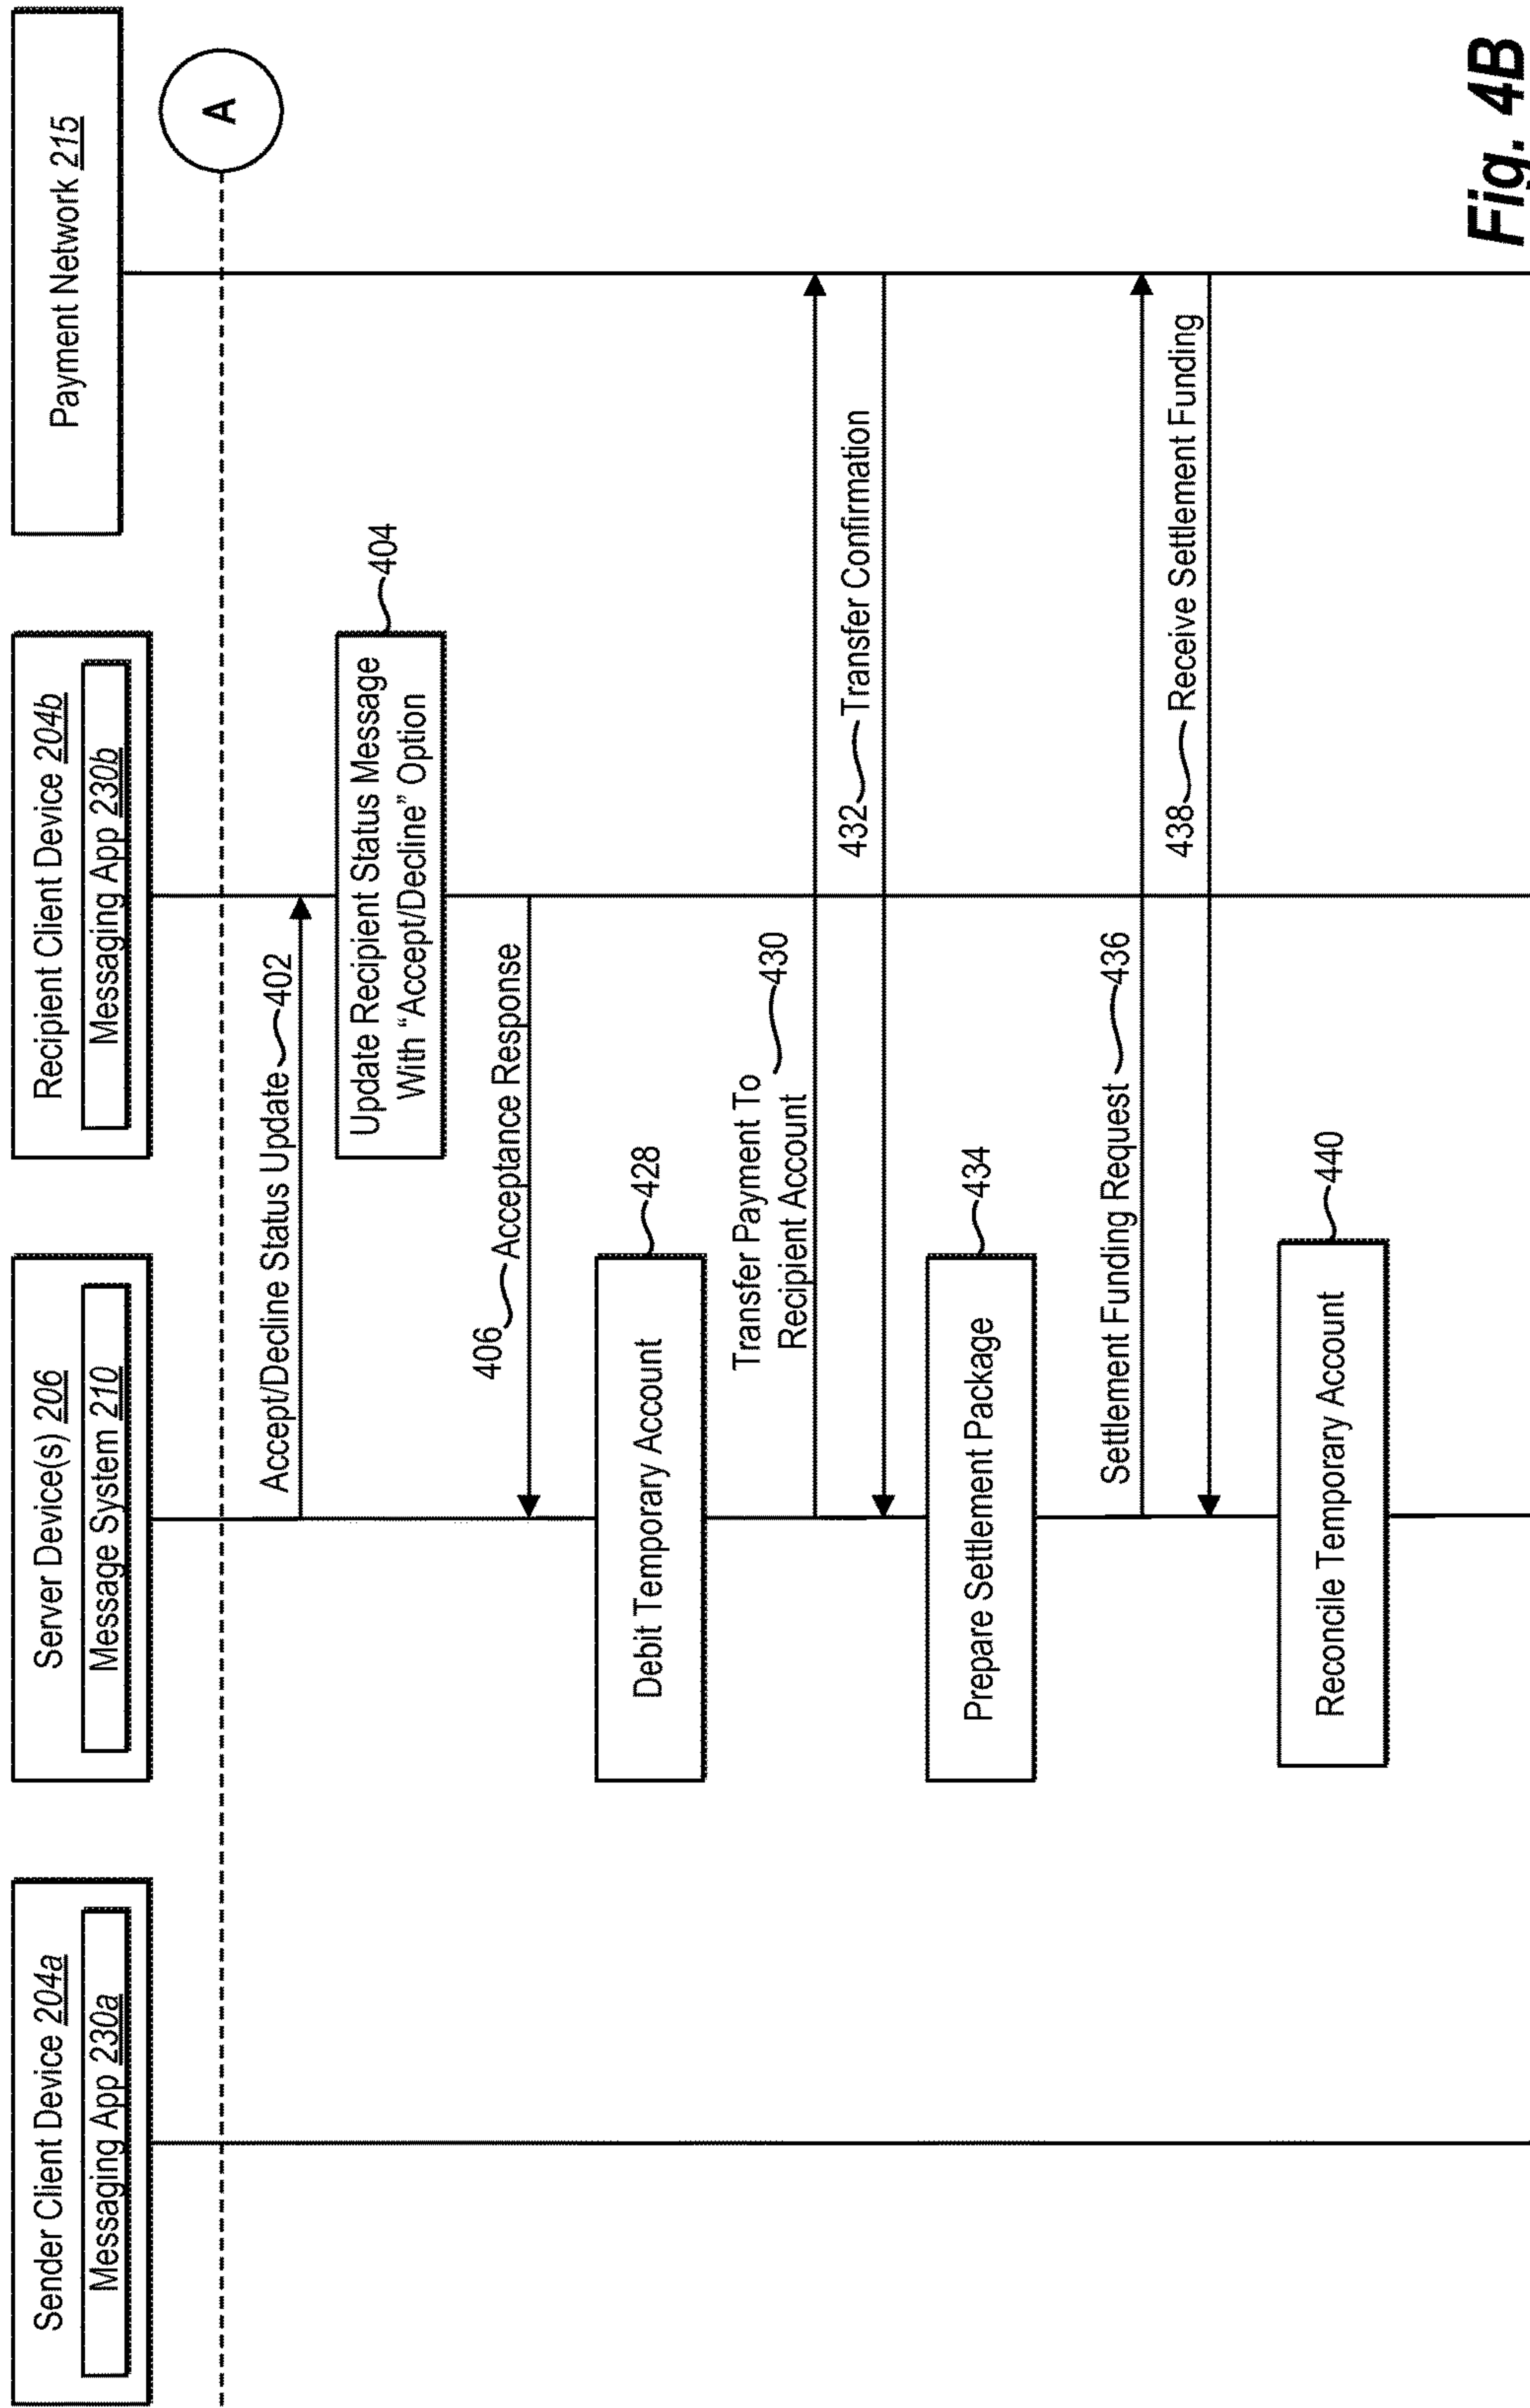 Sender Client Device 204a
Messaging App 230a
Server Device(s) 206
Message System 210
Recipient Client Device 204b
Messaging App 230b
Payment Network 215
A
Accept/Decline Status Update 402
Update Recipient Status Message
With “Accept/Decline” Option
404
406 Acceptance Response
Debit Temporary Account
428
Transfer Payment To
Recipient Account
430
432 Transfer Confirmation
Prepare Settlement Package
434
Settlement Funding Request 436
438 Receive Settlement Funding
Reconcile Temporary Account
440
Fig. 4B